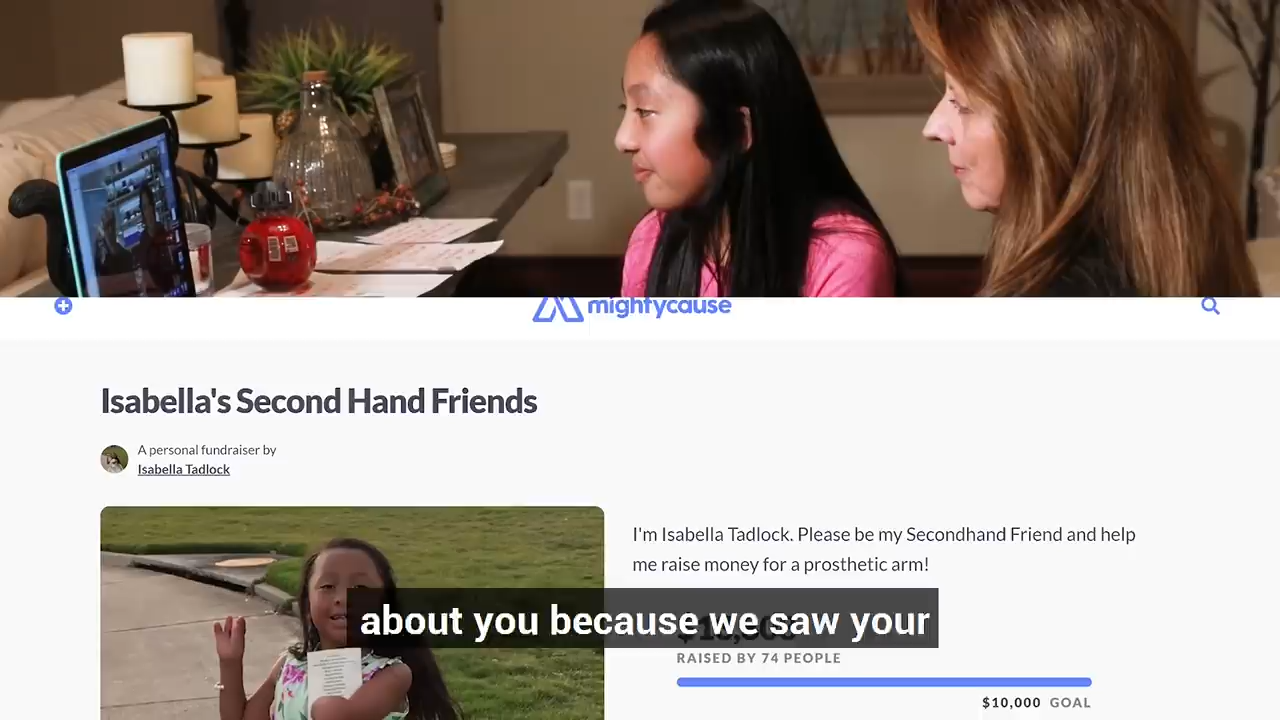 mightycause
Isabella's Second Hand Friends
A personal fundraiser by
Isabella Tadlock
I'm Isabella Tadlock. Please be my Secondhand Friend and help
me raise money for a prosthetic arm!
about you because we saw your
RAISED BY 74 PEOPLE
$10,000 GOAL